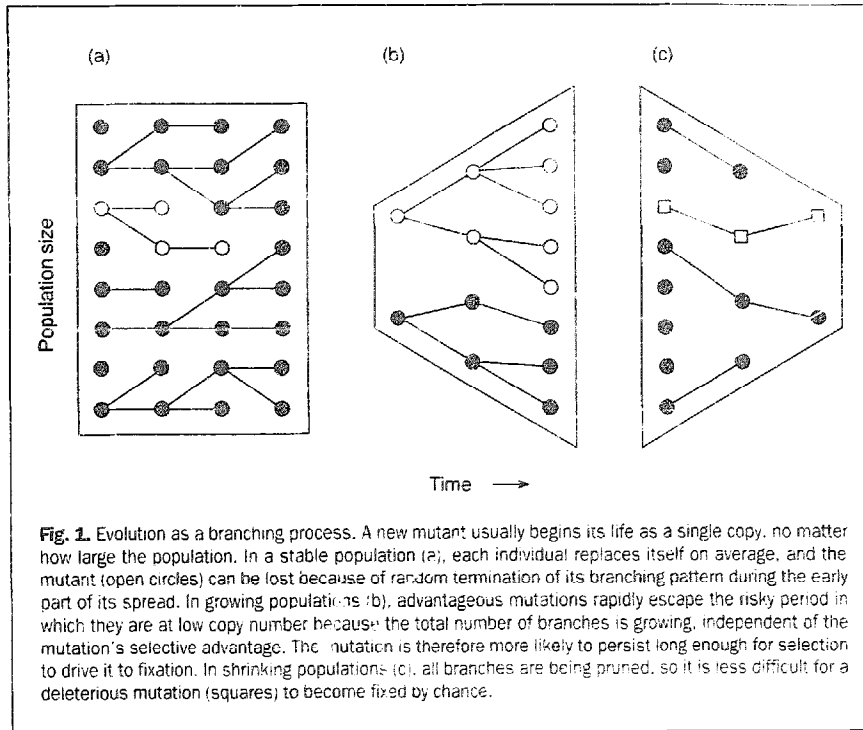 (a) (b) (c)
Population size
Time →
Fig. 1. Evolution as a branching process. A new mutant usually begins its life as a single copy. no matter
how large the population. In a stable population (a), each individual replaces itself on average, and the
mutant (open circles) can be lost because of random termination of its branching pattern during the early
part of its spread. In growing populations (b), advantageous mutations rapidly escape the risky period in
which they are at low copy number because the total number of branches is growing, independent of the
mutation's selective advantage. The mutation is therefore more likely to persist long enough for selection
to drive it to fixation. In shrinking populations (c), all branches are being pruned, so it is less difficult for a
deleterious mutation (squares) to become fixed by chance.